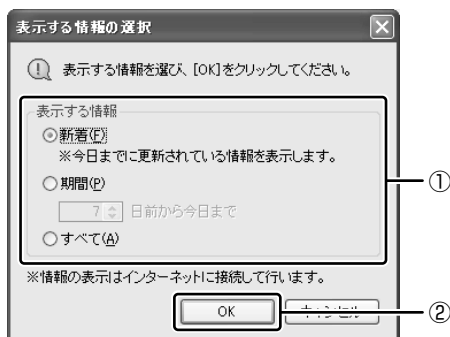 表示する情報の選択
表示する情報を選び、[OK]をクリックしてください。
表示する情報
新着(F)
※今日までに更新されている情報を表示します。
期間(P)
7 日前から今日まで
すべて(A)
①
※情報の表示はインターネットに接続して行います。
OK キャンセル
②